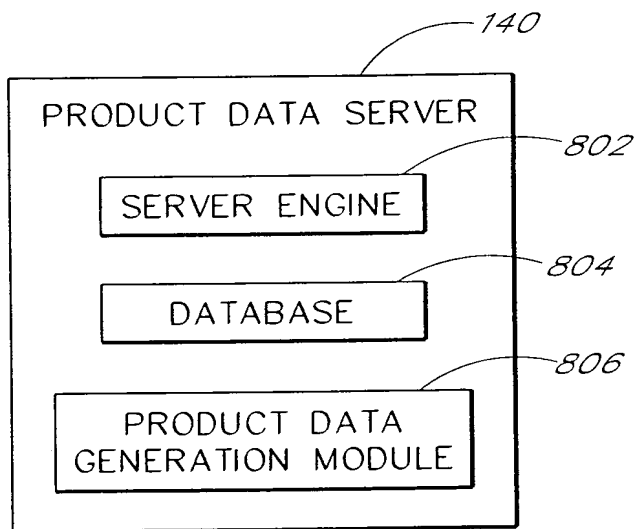 140
PRODUCT DATA SERVER
802
SERVER ENGINE
804
DATABASE
806
PRODUCT DATA
GENERATION MODULE